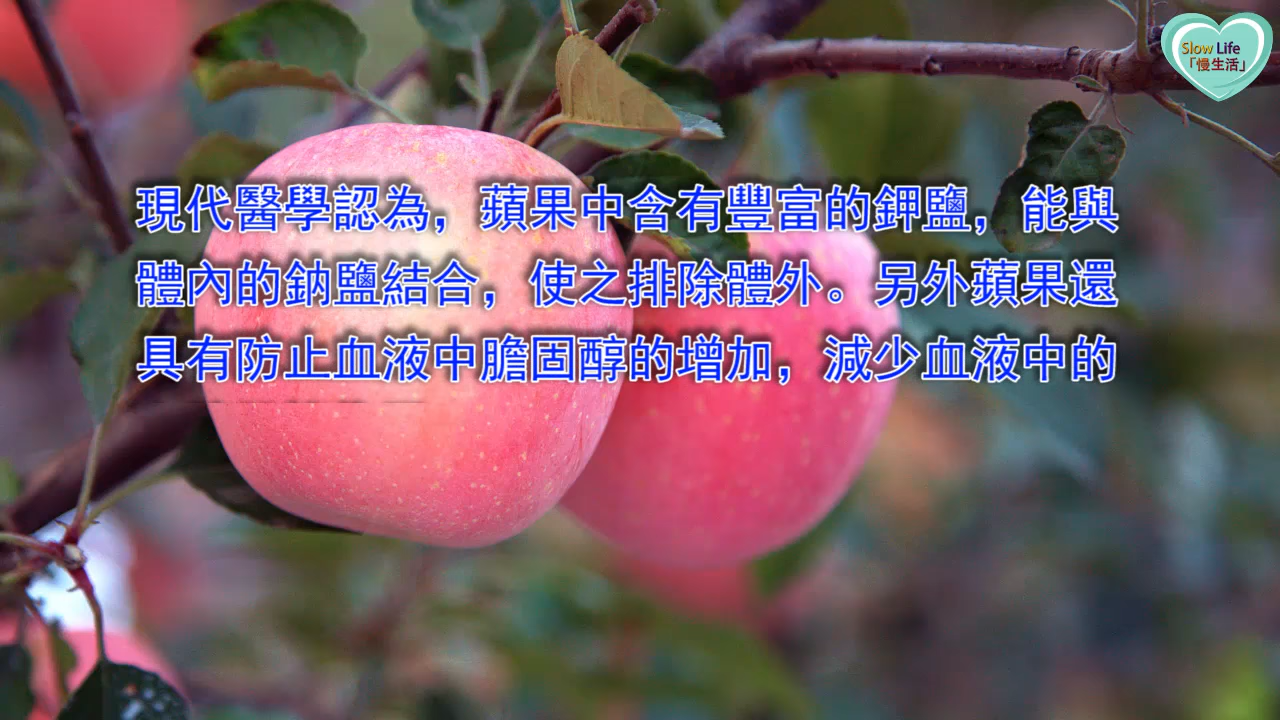 Slow Life
「慢生活」
現代醫學認為，蘋果中含有豐富的鉀鹽，能與
體內的鈉鹽結合，使之排除體外。另外蘋果還
具有防止血液中膽固醇的增加，減少血液中的